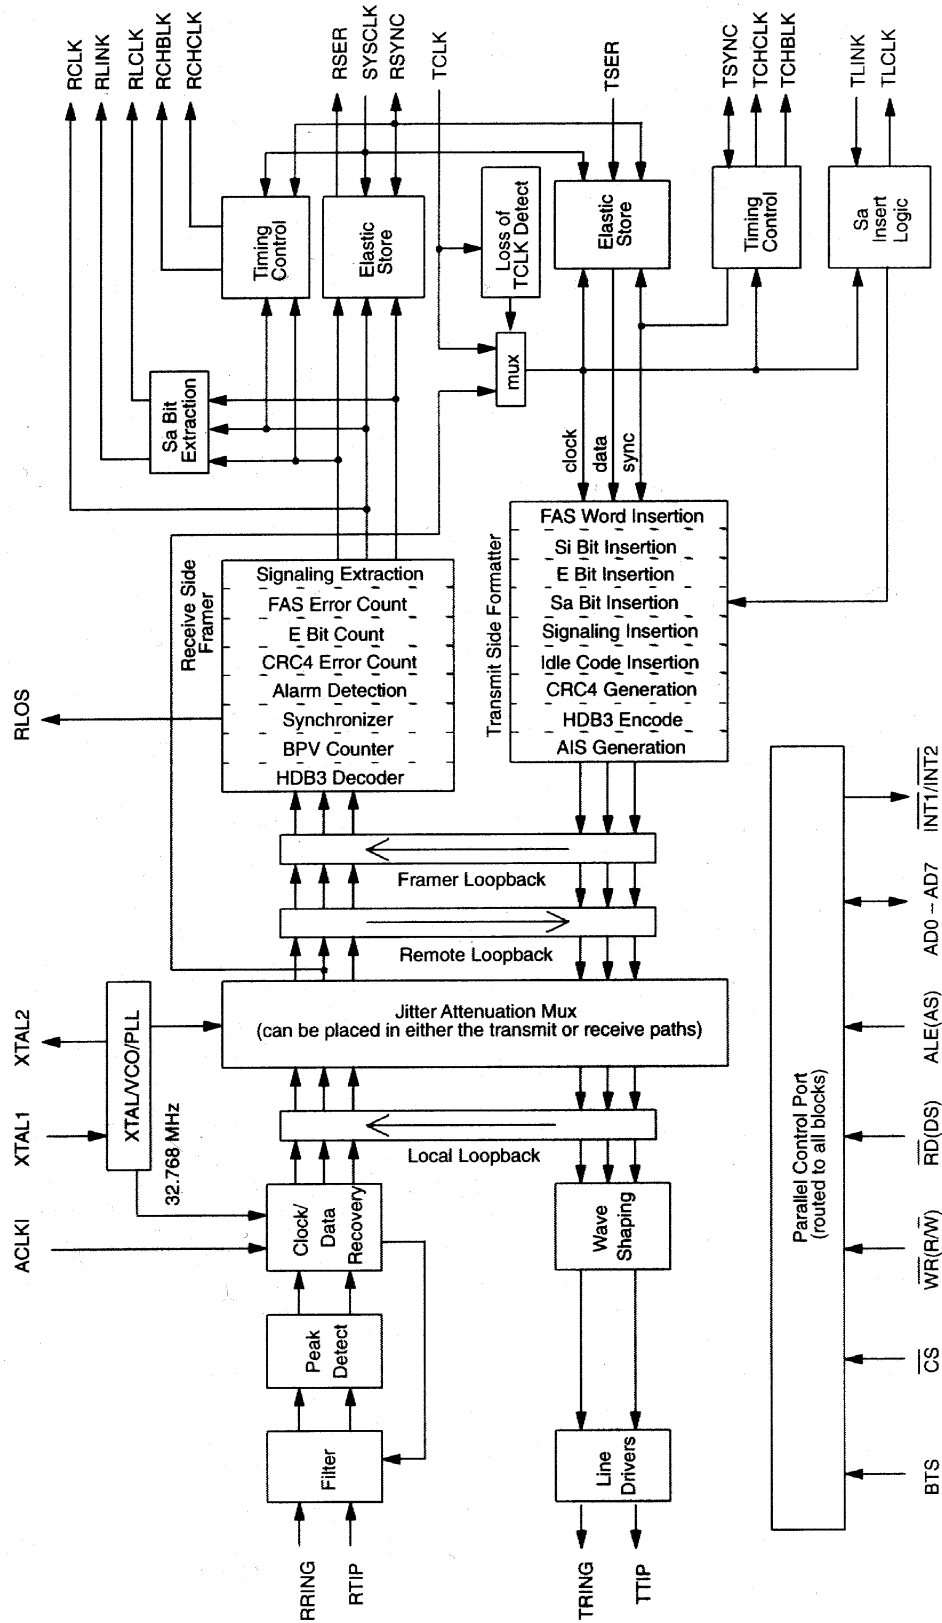 RCLK
RLINK
RLCLK
RCHBLK
RCHCLK
RSER
SYSCLK
RSYNC
TCLK
TSER
TSYNC
TCHCLK
TCHBLK
TLINK
TLCLK
Timing
Control
Elastic
Store
Loss of
TCLK Detect
Elastic
Store
Timing
Control
Sa
Insert
Logic
mux
Sa Bit
Extraction
clock
data
sync
Receive Side
Framer
Signaling Extraction
FAS Error Count
E Bit Count
CRC4 Error Count
Alarm Detection
Synchronizer
BPV Counter
HDB3 Decoder
Transmit Side Formatter
FAS Word Insertion
Si Bit Insertion
E Bit Insertion
Sa Bit Insertion
Signaling Insertion
Idle Code Insertion
CRC4 Generation
HDB3 Encode
AIS Generation
RLOS
Framer Loopback
Remote Loopback
Jitter Attenuation Mux
(can be placed in either the transmit or receive paths)
XTAL2
XTAL1
ACLKI
XTAL/VCO/PLL
32.768 MHz
Local Loopback
Clock/
Data
Recovery
Wave
Shaping
Peak
Detect
Filter
Line
Drivers
RRING
RTIP
TRING
TTIP
Parallel Control Port
(routed to all blocks)
INT1/INT2
AD0 – AD7
ALE(AS)
RD(DS)
WR(R/W)
CS
BTS